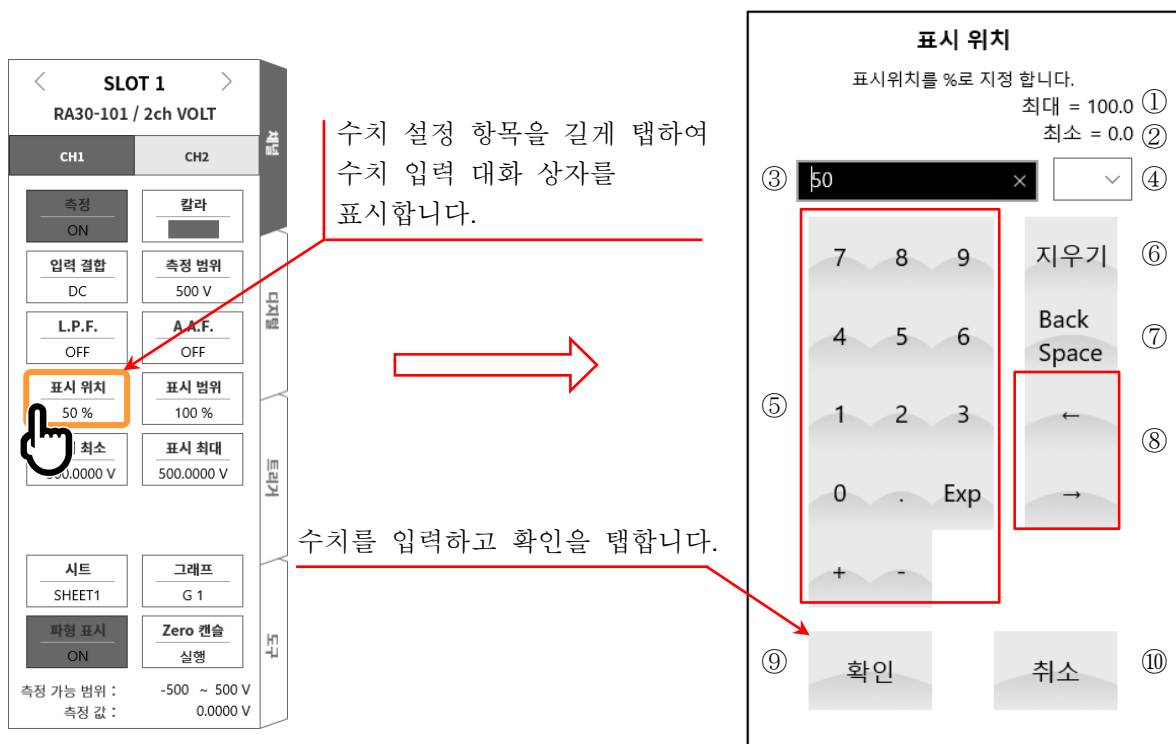 < SLOT 1 >
RA30-101 / 2ch VOLT
CH1 CH2
측정 칼라
ON
입력 결합 측정 범위
DC 500 V
L.P.F. A.A.F.
OFF OFF
표시 위치 표시 범위
50 % 100 %
최소 표시 최대
500.0000 V
시트 그래프
SHEET1 G 1
파형 표시 Zero 캔슬
ON 실행
측정 가능 범위 : -500 ~ 500 V
측정 값 : 0.0000 V
채널
디지털
트리거
도구
수치 설정 항목을 길게 탭하여
수치 입력 대화 상자를
표시합니다.
수치를 입력하고 확인을 탭합니다.
표시 위치
표시위치를 %로 지정 합니다.
최대 = 100.0 ①
최소 = 0.0 ②
③ 50 × ④
7 8 9 지우기 ⑥
4 5 6 Back
Space ⑦
⑤ 1 2 3 ←
⑧
0 . Exp →
+ -
⑨ 확인 취소 ⑩